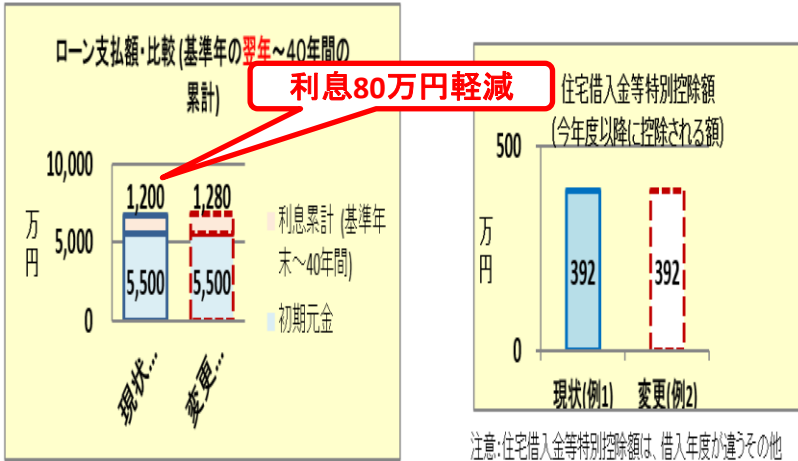 ローン支払額・比較 (基準年の翌年～40年間の
累計)
利息80万円軽減
10,000
5,000
0
万
円
1,200
1,280
5,500
5,500
利息累計 (基準年
末～40年間)
初期元金
現状...
変更...
住宅借入金等特別控除額
(今年度以降に控除される額)
500
0
万
円
392
392
現状(例1)
変更(例2)
注意:住宅借入金等特別控除額は、借入年度が違うその他